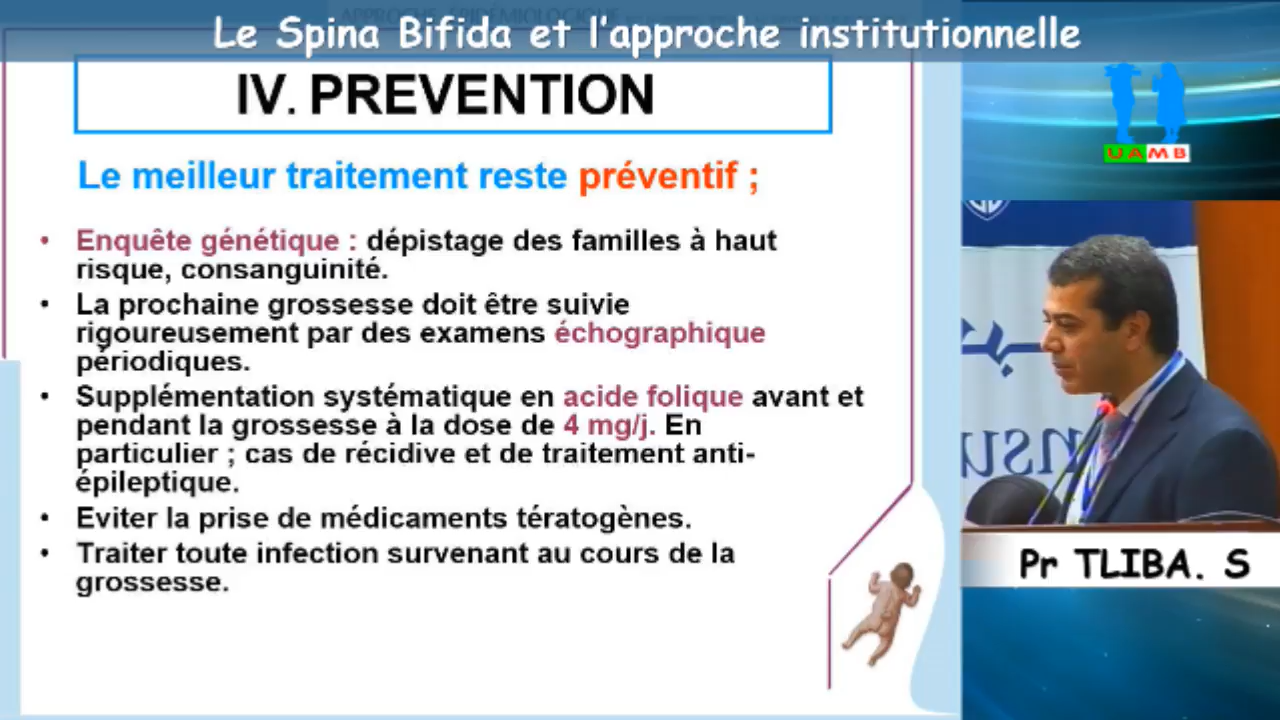 Le Spina Bifida et l'approche institutionnelle
IV. PREVENTION
Le meilleur traitement reste préventif ;
• Enquête génétique : dépistage des familles à haut
risque, consanguinité.
• La prochaine grossesse doit être suivie
rigoureusement par des examens échographique
périodiques.
• Supplémentation systématique en acide folique avant et
pendant la grossesse à la dose de 4 mg/j. En
particulier ; cas de récidive et de traitement anti-
épileptique.
• Eviter la prise de médicaments tératogènes.
• Traiter toute infection survenant au cours de la
grossesse.
UAMB
Pr TLIBA. S